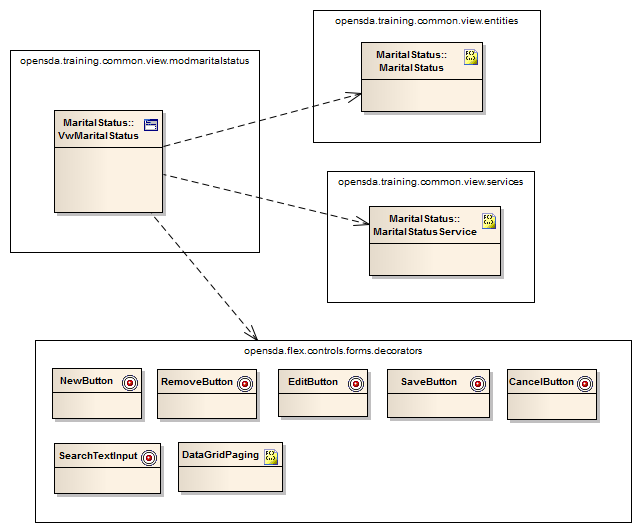 opensda.training.common.view.entities
MaritalStatus::
MaritalStatus
opensda.training.common.view.modmaritalstatus
MaritalStatus::
VwMaritalStatus
opensda.training.common.view.services
MaritalStatus::
MaritalStatusService
opensda.flex.controls.forms.decorators
NewButton
RemoveButton
EditButton
SaveButton
CancelButton
SearchTextInput
DataGridPaging